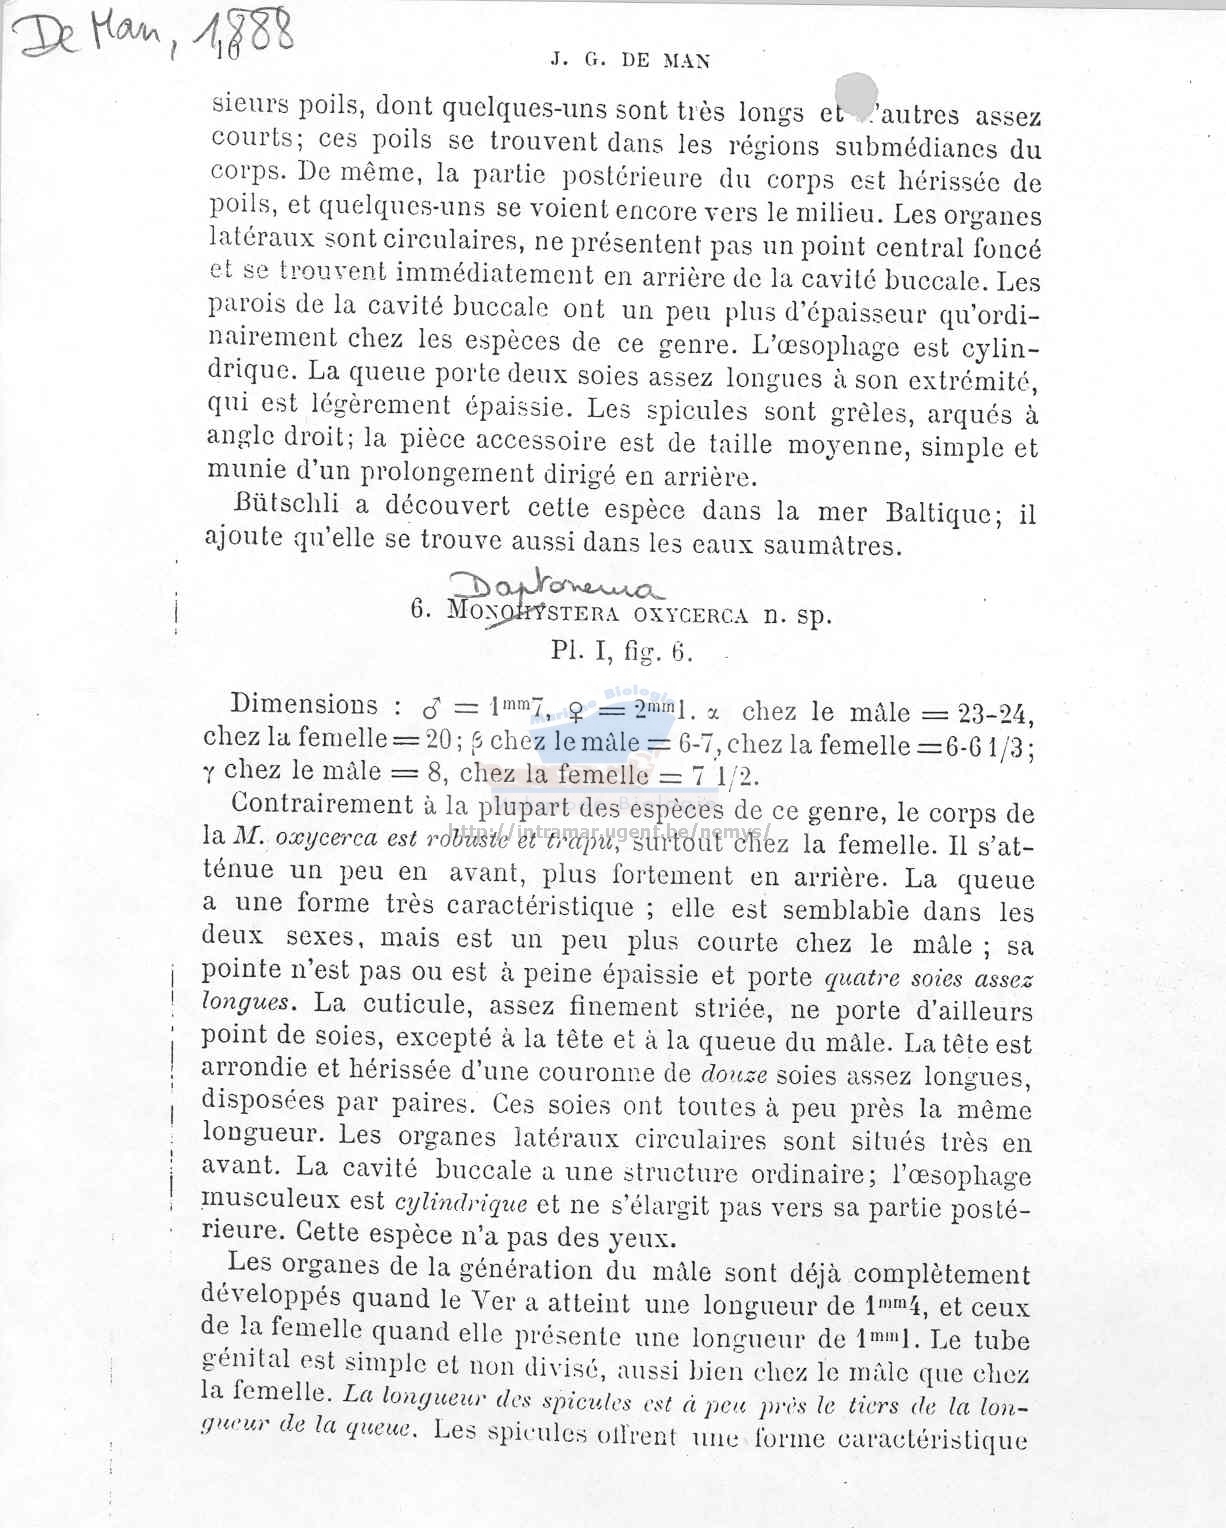 De Man, 1888
10
J. G. DE MAN
sieurs poils, dont quelques-uns sont très longs et 'autres assez
courts; ces poils se trouvent dans les régions submédianes du
corps. De même, la partie postérieure du corps est hérissée de
poils, et quelques-uns se voient encore vers le milieu. Les organes
latéraux sont circulaires, ne présentent pas un point central foncé
et se trouvent immédiatement en arrière de la cavité buccale. Les
parois de la cavité buccale ont un peu plus d'épaisseur qu'ordi-
nairement chez les espèces de ce genre. L'œsophage est cylin-
drique. La queue porte deux soies assez longues à son extrémité,
qui est légèrement épaissie. Les spicules sont grêles, arqués à
angle droit; la pièce accessoire est de taille moyenne, simple et
munie d'un prolongement dirigé en arrière.
Bütschli a découvert cette espèce dans la mer Baltique; il
ajoute qu'elle se trouve aussi dans les eaux saumâtres.
Daptonema
6. MONOHYSTERA OXYCERCA n. sp.
Pl. I, fig. 6.
Dimensions : ♂ = 1mm7, ♀ = 2mm1. α chez le mâle = 23-24,
chez la femelle = 20; β chez le mâle = 6-7, chez la femelle = 6-6 1/3;
γ chez le mâle = 8, chez la femelle = 7 1/2.
Contrairement à la plupart des espèces de ce genre, le corps de
la M. oxycerca est robuste et trapu, surtout chez la femelle. Il s'at-
ténue un peu en avant, plus fortement en arrière. La queue
a une forme très caractéristique ; elle est semblable dans les
deux sexes, mais est un peu plus courte chez le mâle ; sa
pointe n'est pas ou est à peine épaissie et porte quatre soies assez
longues. La cuticule, assez finement striée, ne porte d'ailleurs
point de soies, excepté à la tête et à la queue du mâle. La tête est
arrondie et hérissée d'une couronne de douze soies assez longues,
disposées par paires. Ces soies ont toutes à peu près la même
longueur. Les organes latéraux circulaires sont situés très en
avant. La cavité buccale a une structure ordinaire; l'œsophage
musculeux est cylindrique et ne s'élargit pas vers sa partie posté-
rieure. Cette espèce n'a pas des yeux.
Les organes de la génération du mâle sont déjà complètement
développés quand le Ver a atteint une longueur de 1mm4, et ceux
de la femelle quand elle présente une longueur de 1mm1. Le tube
génital est simple et non divisé, aussi bien chez le mâle que chez
la femelle. La longueur des spicules est à peu près le tiers de la lon-
gueur de la queue. Les spicules offrent une forme caractéristique
Marine Biologie
http://intramar.ugent.be/nemys/